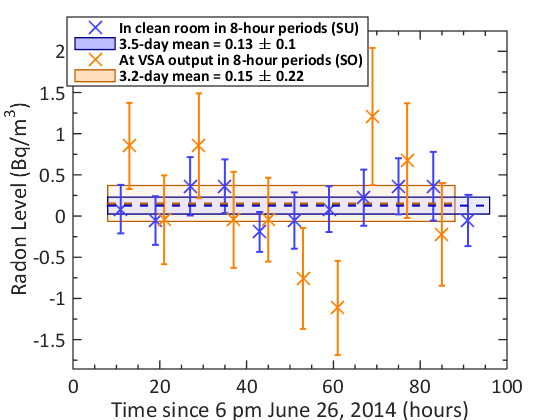 In clean room in 8-hour periods (SU)
3.5-day mean = 0.13 ± 0.1
At VSA output in 8-hour periods (SO)
3.2-day mean = 0.15 ± 0.22
Radon Level (Bq/m³)
2
1.5
1
0.5
0
-0.5
-1
-1.5
0 20 40 60 80 100
Time since 6 pm June 26, 2014 (hours)